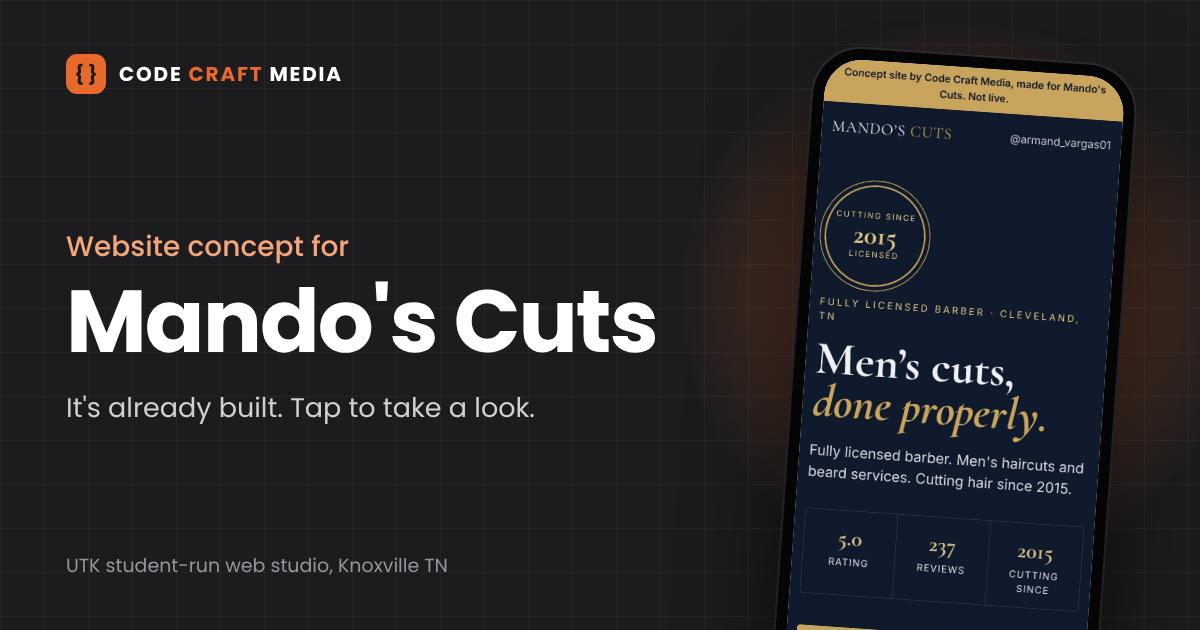 { } CODE CRAFT MEDIA
Website concept for
Mando's Cuts
It's already built. Tap to take a look.
UTK student-run web studio, Knoxville TN
Concept site by Code Craft Media, made for Mando's
Cuts. Not live.
MANDO’S CUTS
@armand_vargas01
CUTTING SINCE
2015
LICENSED
FULLY LICENSED BARBER · CLEVELAND,
TN
Men’s cuts,
done properly.
Fully licensed barber. Men's haircuts and
beard services. Cutting hair since 2015.
5.0
RATING
237
REVIEWS
2015
CUTTING
SINCE